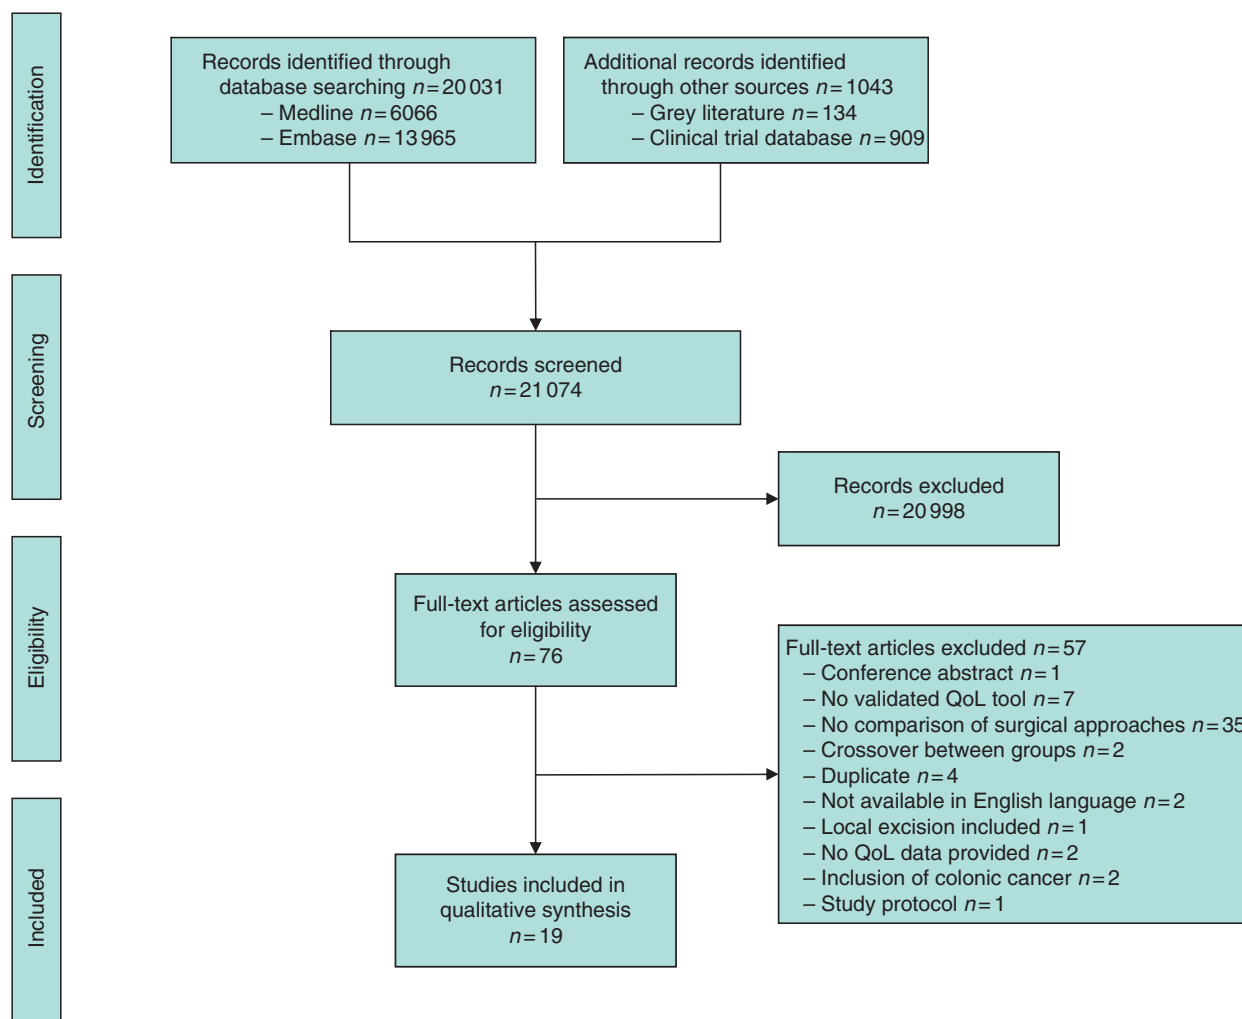 Identification
Records identified through
database searching n=20 031
– Medline n=6066
– Embase n=13 965
Additional records identified
through other sources n=1043
– Grey literature n=134
– Clinical trial database n=909
Screening
Records screened
n=21 074
Records excluded
n=20 998
Eligibility
Full-text articles assessed
for eligibility
n=76
Full-text articles excluded n=57
– Conference abstract n=1
– No validated QoL tool n=7
– No comparison of surgical approaches n=35
– Crossover between groups n=2
– Duplicate n=4
– Not available in English language n=2
– Local excision included n=1
– No QoL data provided n=2
– Inclusion of colonic cancer n=2
– Study protocol n=1
Included
Studies included in
qualitative synthesis
n=19